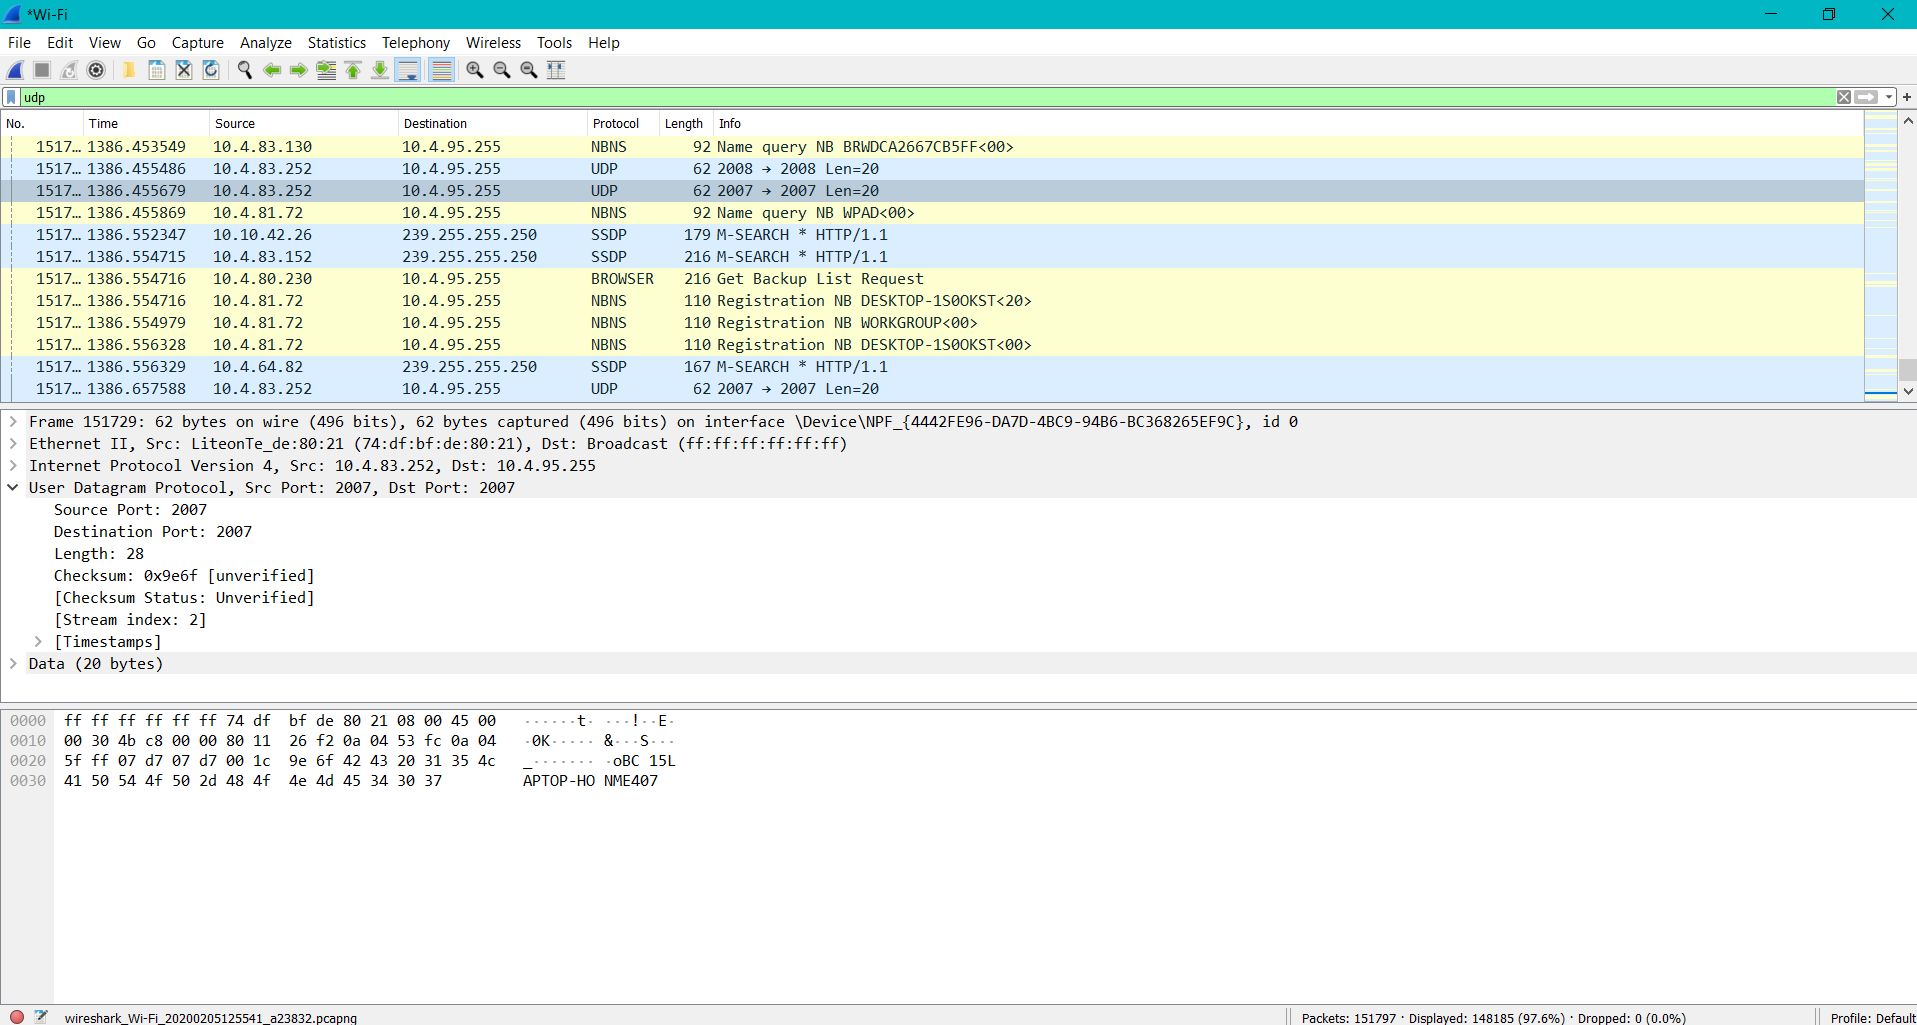 *Wi-Fi
File Edit View Go Capture Analyze Statistics Telephony Wireless Tools Help
udp
No. Time Source Destination Protocol Length Info
1517… 1386.453549 10.4.83.130 10.4.95.255 NBNS 92 Name query NB BRWDCA2667CB5FF<00>
1517… 1386.455486 10.4.83.252 10.4.95.255 UDP 62 2008 → 2008 Len=20
1517… 1386.455679 10.4.83.252 10.4.95.255 UDP 62 2007 → 2007 Len=20
1517… 1386.455869 10.4.81.72 10.4.95.255 NBNS 92 Name query NB WPAD<00>
1517… 1386.552347 10.10.42.26 239.255.255.250 SSDP 179 M-SEARCH * HTTP/1.1
1517… 1386.554715 10.4.83.152 239.255.255.250 SSDP 216 M-SEARCH * HTTP/1.1
1517… 1386.554716 10.4.80.230 10.4.95.255 BROWSER 216 Get Backup List Request
1517… 1386.554716 10.4.81.72 10.4.95.255 NBNS 110 Registration NB DESKTOP-1S0OKST<20>
1517… 1386.554979 10.4.81.72 10.4.95.255 NBNS 110 Registration NB WORKGROUP<00>
1517… 1386.556328 10.4.81.72 10.4.95.255 NBNS 110 Registration NB DESKTOP-1S0OKST<00>
1517… 1386.556329 10.4.64.82 239.255.255.250 SSDP 167 M-SEARCH * HTTP/1.1
1517… 1386.657588 10.4.83.252 10.4.95.255 UDP 62 2007 → 2007 Len=20
Frame 151729: 62 bytes on wire (496 bits), 62 bytes captured (496 bits) on interface \Device\NPF_{4442FE96-DA7D-4BC9-94B6-BC368265EF9C}, id 0
Ethernet II, Src: LiteonTe_de:80:21 (74:df:bf:de:80:21), Dst: Broadcast (ff:ff:ff:ff:ff:ff)
Internet Protocol Version 4, Src: 10.4.83.252, Dst: 10.4.95.255
User Datagram Protocol, Src Port: 2007, Dst Port: 2007
Source Port: 2007
Destination Port: 2007
Length: 28
Checksum: 0x9e6f [unverified]
[Checksum Status: Unverified]
[Stream index: 2]
[Timestamps]
Data (20 bytes)
0000 ff ff ff ff ff ff 74 df bf de 80 21 08 00 45 00 ······t· ···!··E·
0010 00 30 4b c8 00 00 80 11 26 f2 0a 04 53 fc 0a 04 ·0K····· &···S···
0020 5f ff 07 d7 07 d7 00 1c 9e 6f 42 43 20 31 35 4c _······· ·oBC 15L
0030 41 50 54 4f 50 2d 48 4f 4e 4d 45 34 30 37 APTOP-HO NME407
wireshark_Wi-Fi_20200205125541_a23832.pcapng Packets: 151797 · Displayed: 148185 (97.6%) · Dropped: 0 (0.0%) Profile: Default